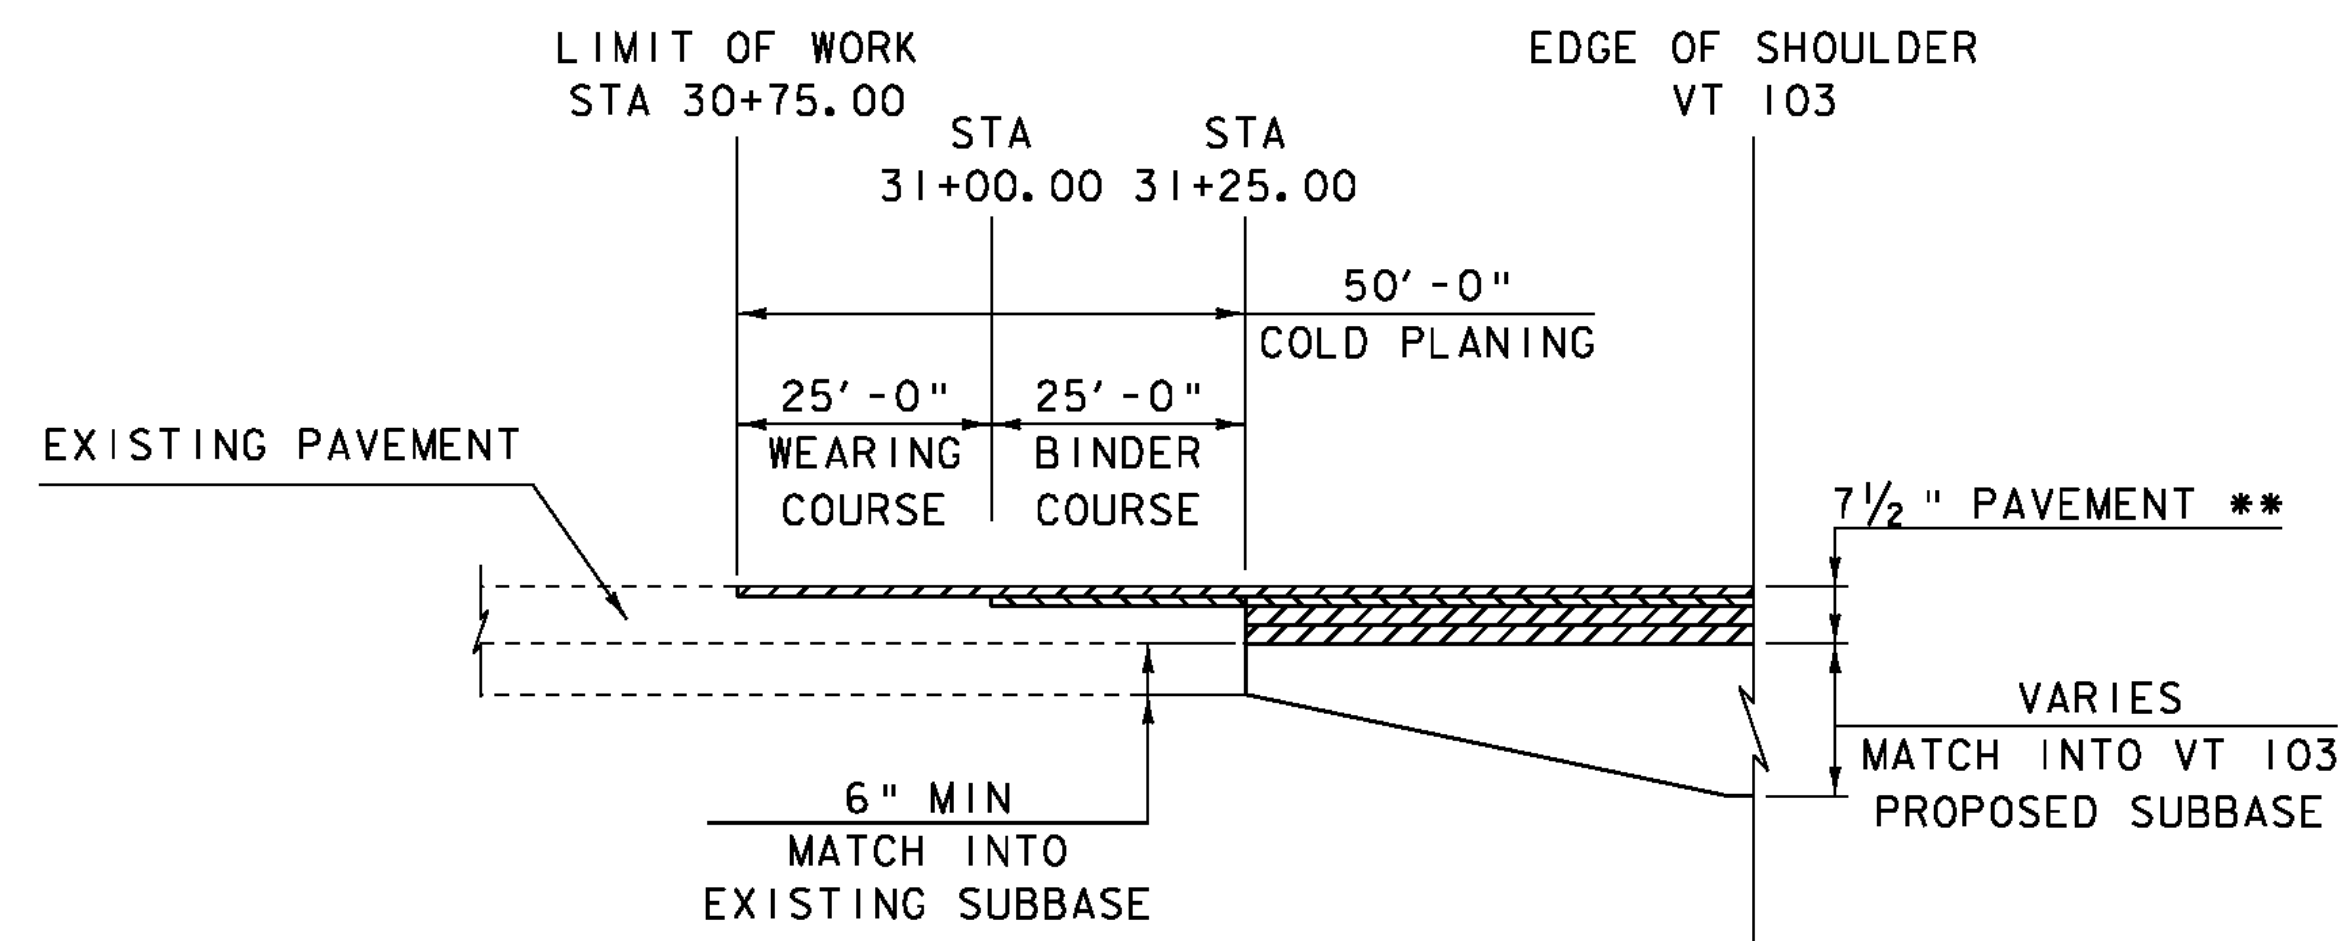 LIMIT OF WORK
STA 30+75.00
EDGE OF SHOULDER
VT 103
STA
31+00.00
STA
31+25.00
50'-0"
COLD PLANING
25'-0"
WEARING
COURSE
25'-0"
BINDER
COURSE
EXISTING PAVEMENT
7½" PAVEMENT **
VARIES
MATCH INTO VT 103
PROPOSED SUBBASE
6" MIN
MATCH INTO
EXISTING SUBBASE